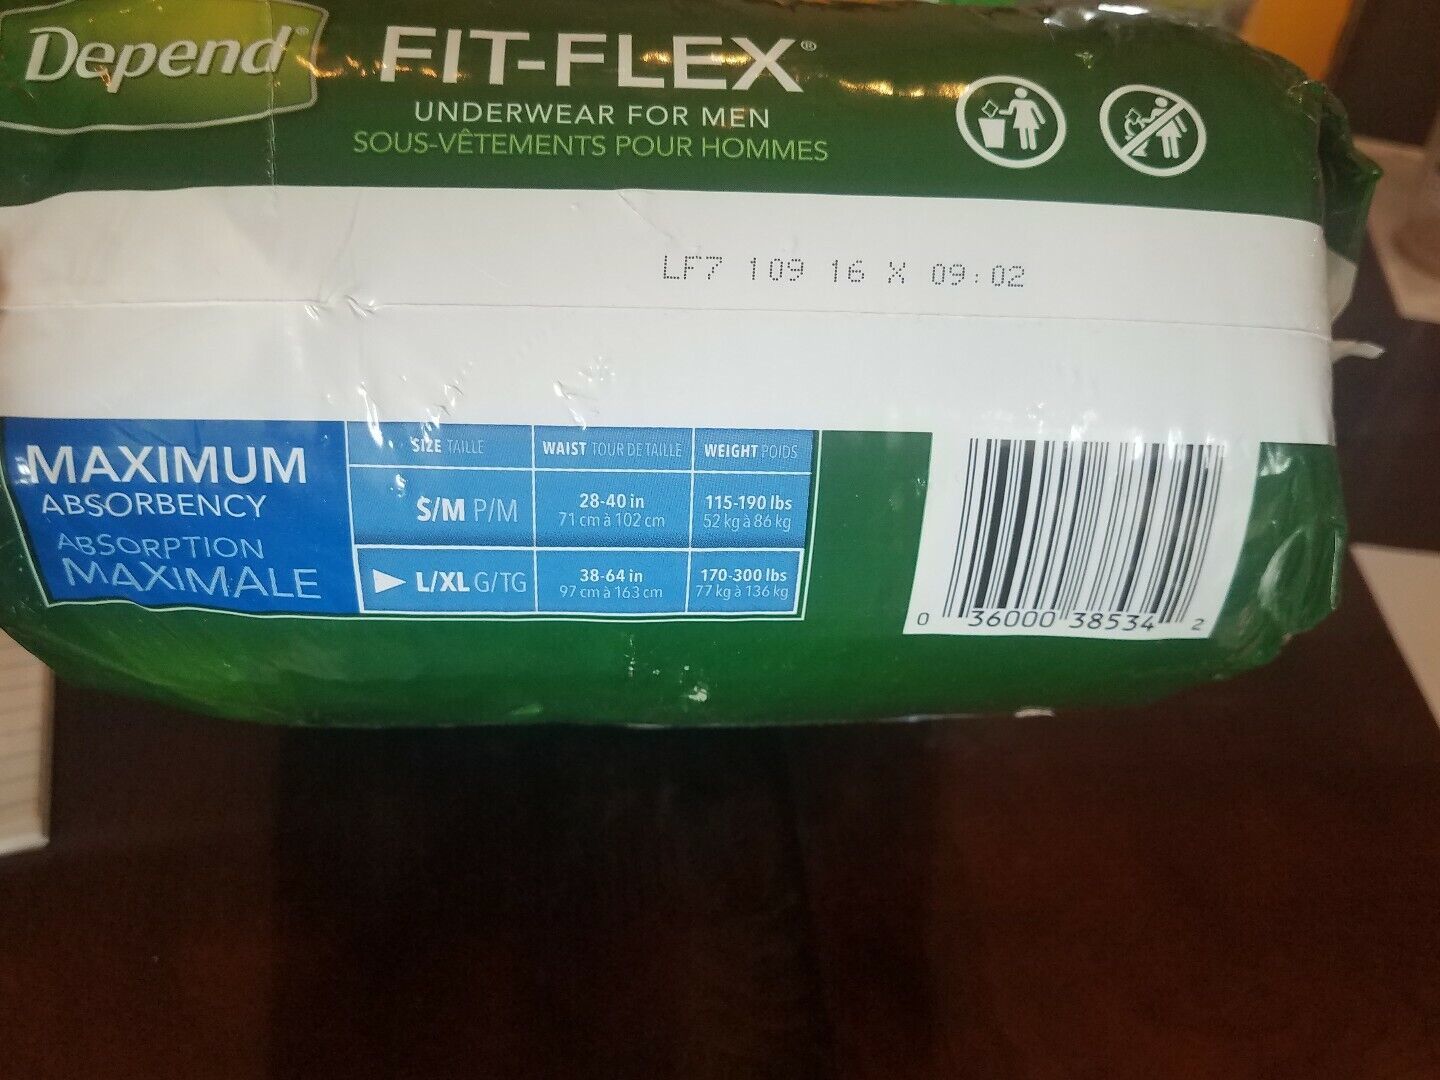 Depend®
FIT-FLEX®
UNDERWEAR FOR MEN
SOUS-VÊTEMENTS POUR HOMMES
LF7 109 16 X 09:02
MAXIMUM
ABSORBENCY
ABSORPTION
MAXIMALE
SIZE TAILLE WAIST TOUR DE TAILLE WEIGHT POIDS
S/M P/M 28-40 in 115-190 lbs
71 cm à 102 cm 52 kg à 86 kg
L/XL G/TG 38-64 in 170-300 lbs
97 cm à 163 cm 77 kg à 136 kg
0 36000 38534 2